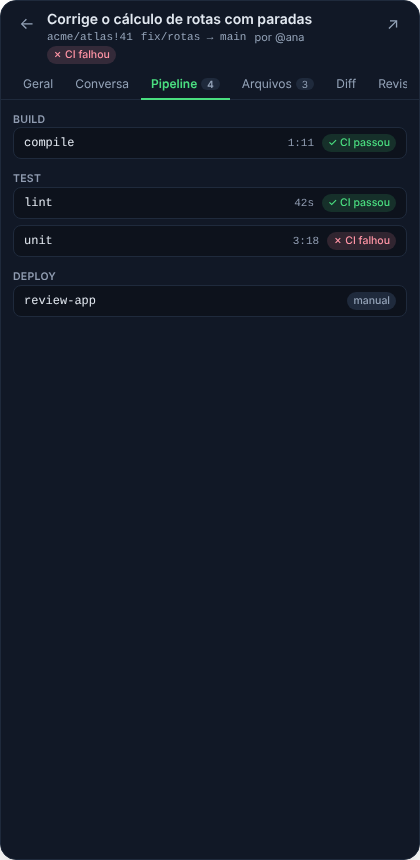 Corrige o cálculo de rotas com paradas
acme/atlas!41 fix/rotas → main por @ana
× CI falhou
Geral Conversa Pipeline 4 Arquivos 3 Diff Revis
BUILD
compile 1:11 ✓ CI passou
TEST
lint 42s ✓ CI passou
unit 3:18 × CI falhou
DEPLOY
review-app manual